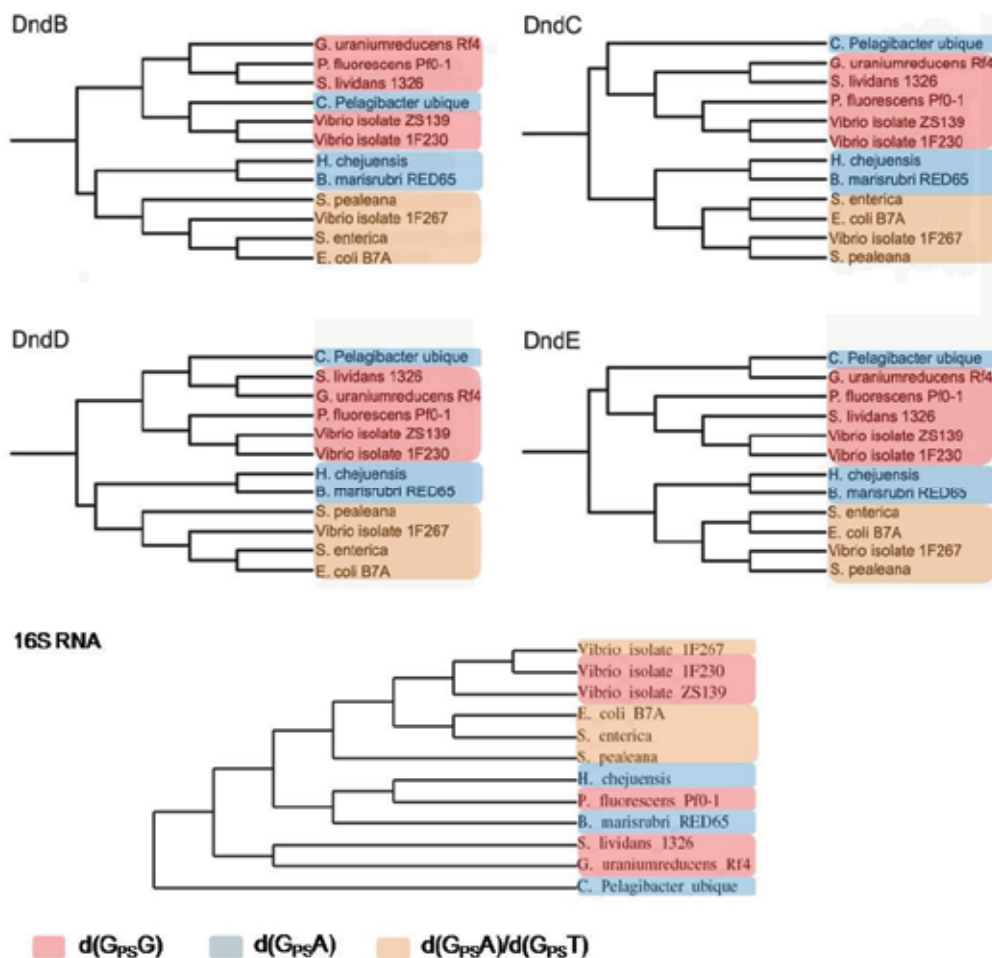 DndB
G. uraniumreducens Rf4
P. fluorescens Pf0-1
S. lividans 1326
C. Pelagibacter ubique
Vibrio isolate ZS139
Vibrio isolate 1F230
H. chejuensis
B. marisrubri RED65
S. pealeana
Vibrio isolate 1F267
S. enterica
E. coli B7A
DndC
C. Pelagibacter ubique
G. uraniumreducens Rf4
S. lividans 1326
P. fluorescens Pf0-1
Vibrio isolate ZS139
Vibrio isolate 1F230
H. chejuensis
B. marisrubri RED65
S. enterica
E. coli B7A
Vibrio isolate 1F267
S. pealeana
DndD
C. Pelagibacter ubique
S. lividans 1326
G. uraniumreducens Rf4
P. fluorescens Pf0-1
Vibrio isolate ZS139
Vibrio isolate 1F230
H. chejuensis
B. marisrubri RED65
S. pealeana
Vibrio isolate 1F267
S. enterica
E. coli B7A
DndE
C. Pelagibacter ubique
G. uraniumreducens Rf4
P. fluorescens Pf0-1
S. lividans 1326
Vibrio isolate ZS139
Vibrio isolate 1F230
H. chejuensis
B. marisrubri RED65
S. enterica
E. coli B7A
Vibrio isolate 1F267
S. pealeana
16S RNA
Vibrio isolate 1F267
Vibrio isolate 1F230
Vibrio isolate ZS139
E. coli B7A
S. enterica
S. pealeana
H. chejuensis
P. fluorescens Pf0-1
B. marisrubri RED65
S. lividans 1326
G. uraniumreducens Rf4
C. Pelagibacter ubique
d(GPSG) d(GPSA) d(GPSA)/d(GPST)